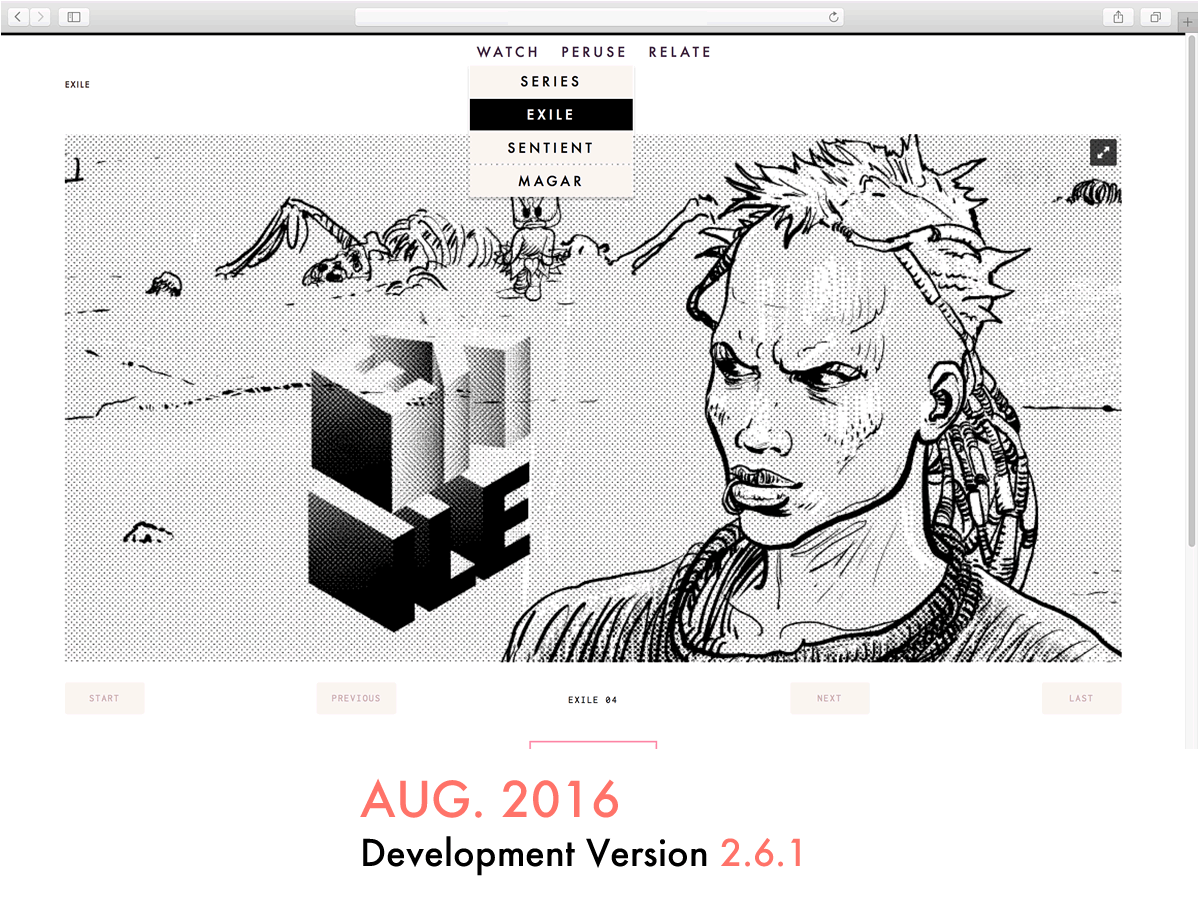 WATCH PERUSE RELATE
SERIES
EXILE
EXILE
SENTIENT
MAGAR
EXILE
START PREVIOUS EXILE 04 NEXT LAST
AUG. 2016
Development Version 2.6.1